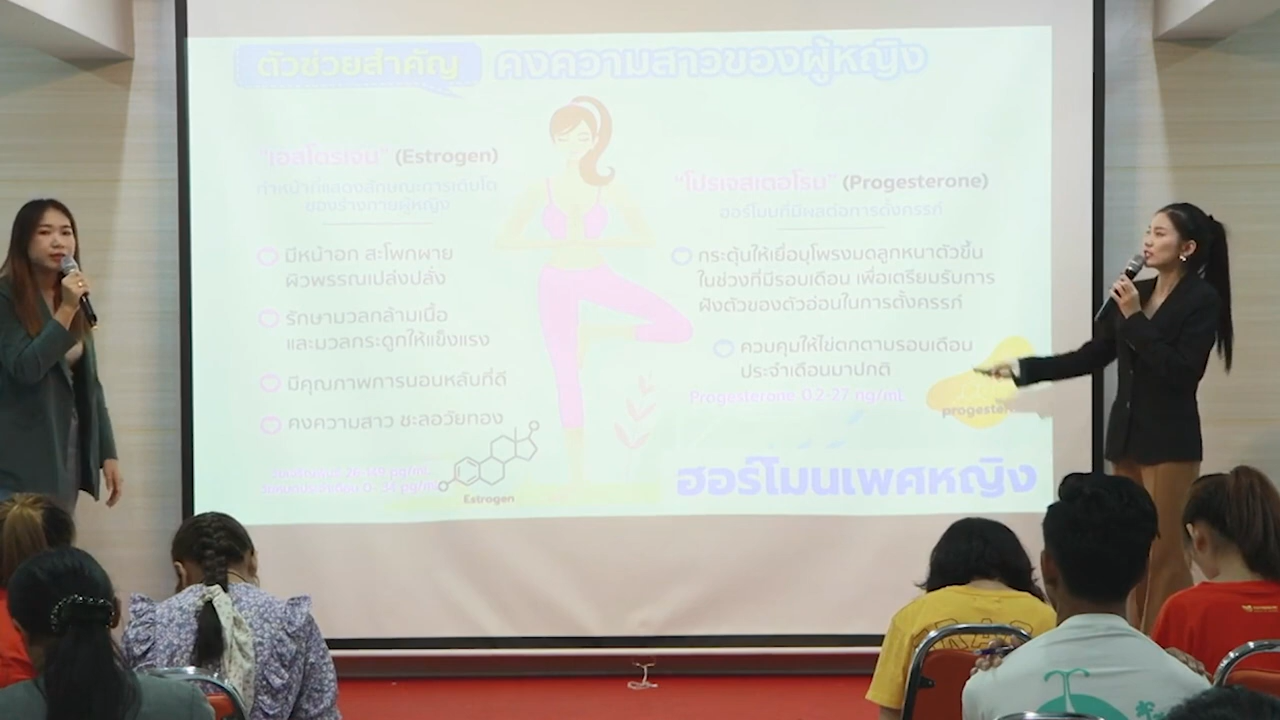 ตัวช่วยสำคัญ คงความสาวของผู้หญิง
"เอสโตรเจน" (Estrogen)
ทำหน้าที่แสดงลักษณะการเติบโต
ของร่างกายผู้หญิง
มีหน้าอก สะโพกผาย
ผิวพรรณเปล่งปลั่ง
รักษามวลกล้ามเนื้อ
และมวลกระดูกให้แข็งแรง
มีคุณภาพการนอนหลับที่ดี
คงความสาว ชะลอวัยทอง
Estrogen
"โปรเจสเตอโรน" (Progesterone)
ฮอร์โมนที่มีผลต่อการตั้งครรภ์
กระตุ้นให้เยื่อบุโพรงมดลูกหนาตัวขึ้น
ในช่วงที่มีรอบเดือน เพื่อเตรียมรับการ
ฝังตัวของตัวอ่อนในการตั้งครรภ์
ควบคุมให้ไข่ตกตามรอบเดือน
ประจำเดือนมาปกติ
Progesterone 0.2-27 ng/mL
ฮอร์โมนเพศหญิง